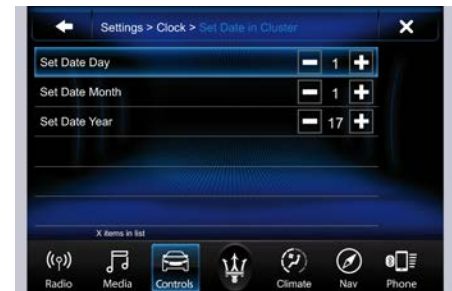 Settings > Clock > Set Date in Cluster
Set Date Day 1
Set Date Month 1
Set Date Year 17
X items in list
Radio Media Controls Climate Nav Phone